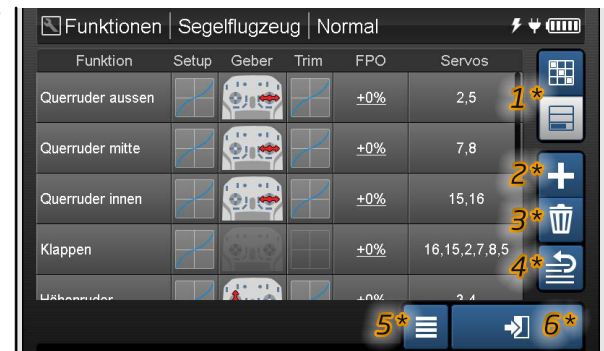 Funktionen | Segelflugzeug | Normal
Funktion Setup Geber Trim FPO Servos
Querruder aussen +0% 2,5
1*
Querruder mitte +0% 7,8
2*
Querruder innen +0% 15,16
3*
Klappen +0% 16,15,2,7,8,5
4*
Höhenruder +0% 3,4
5* 6*